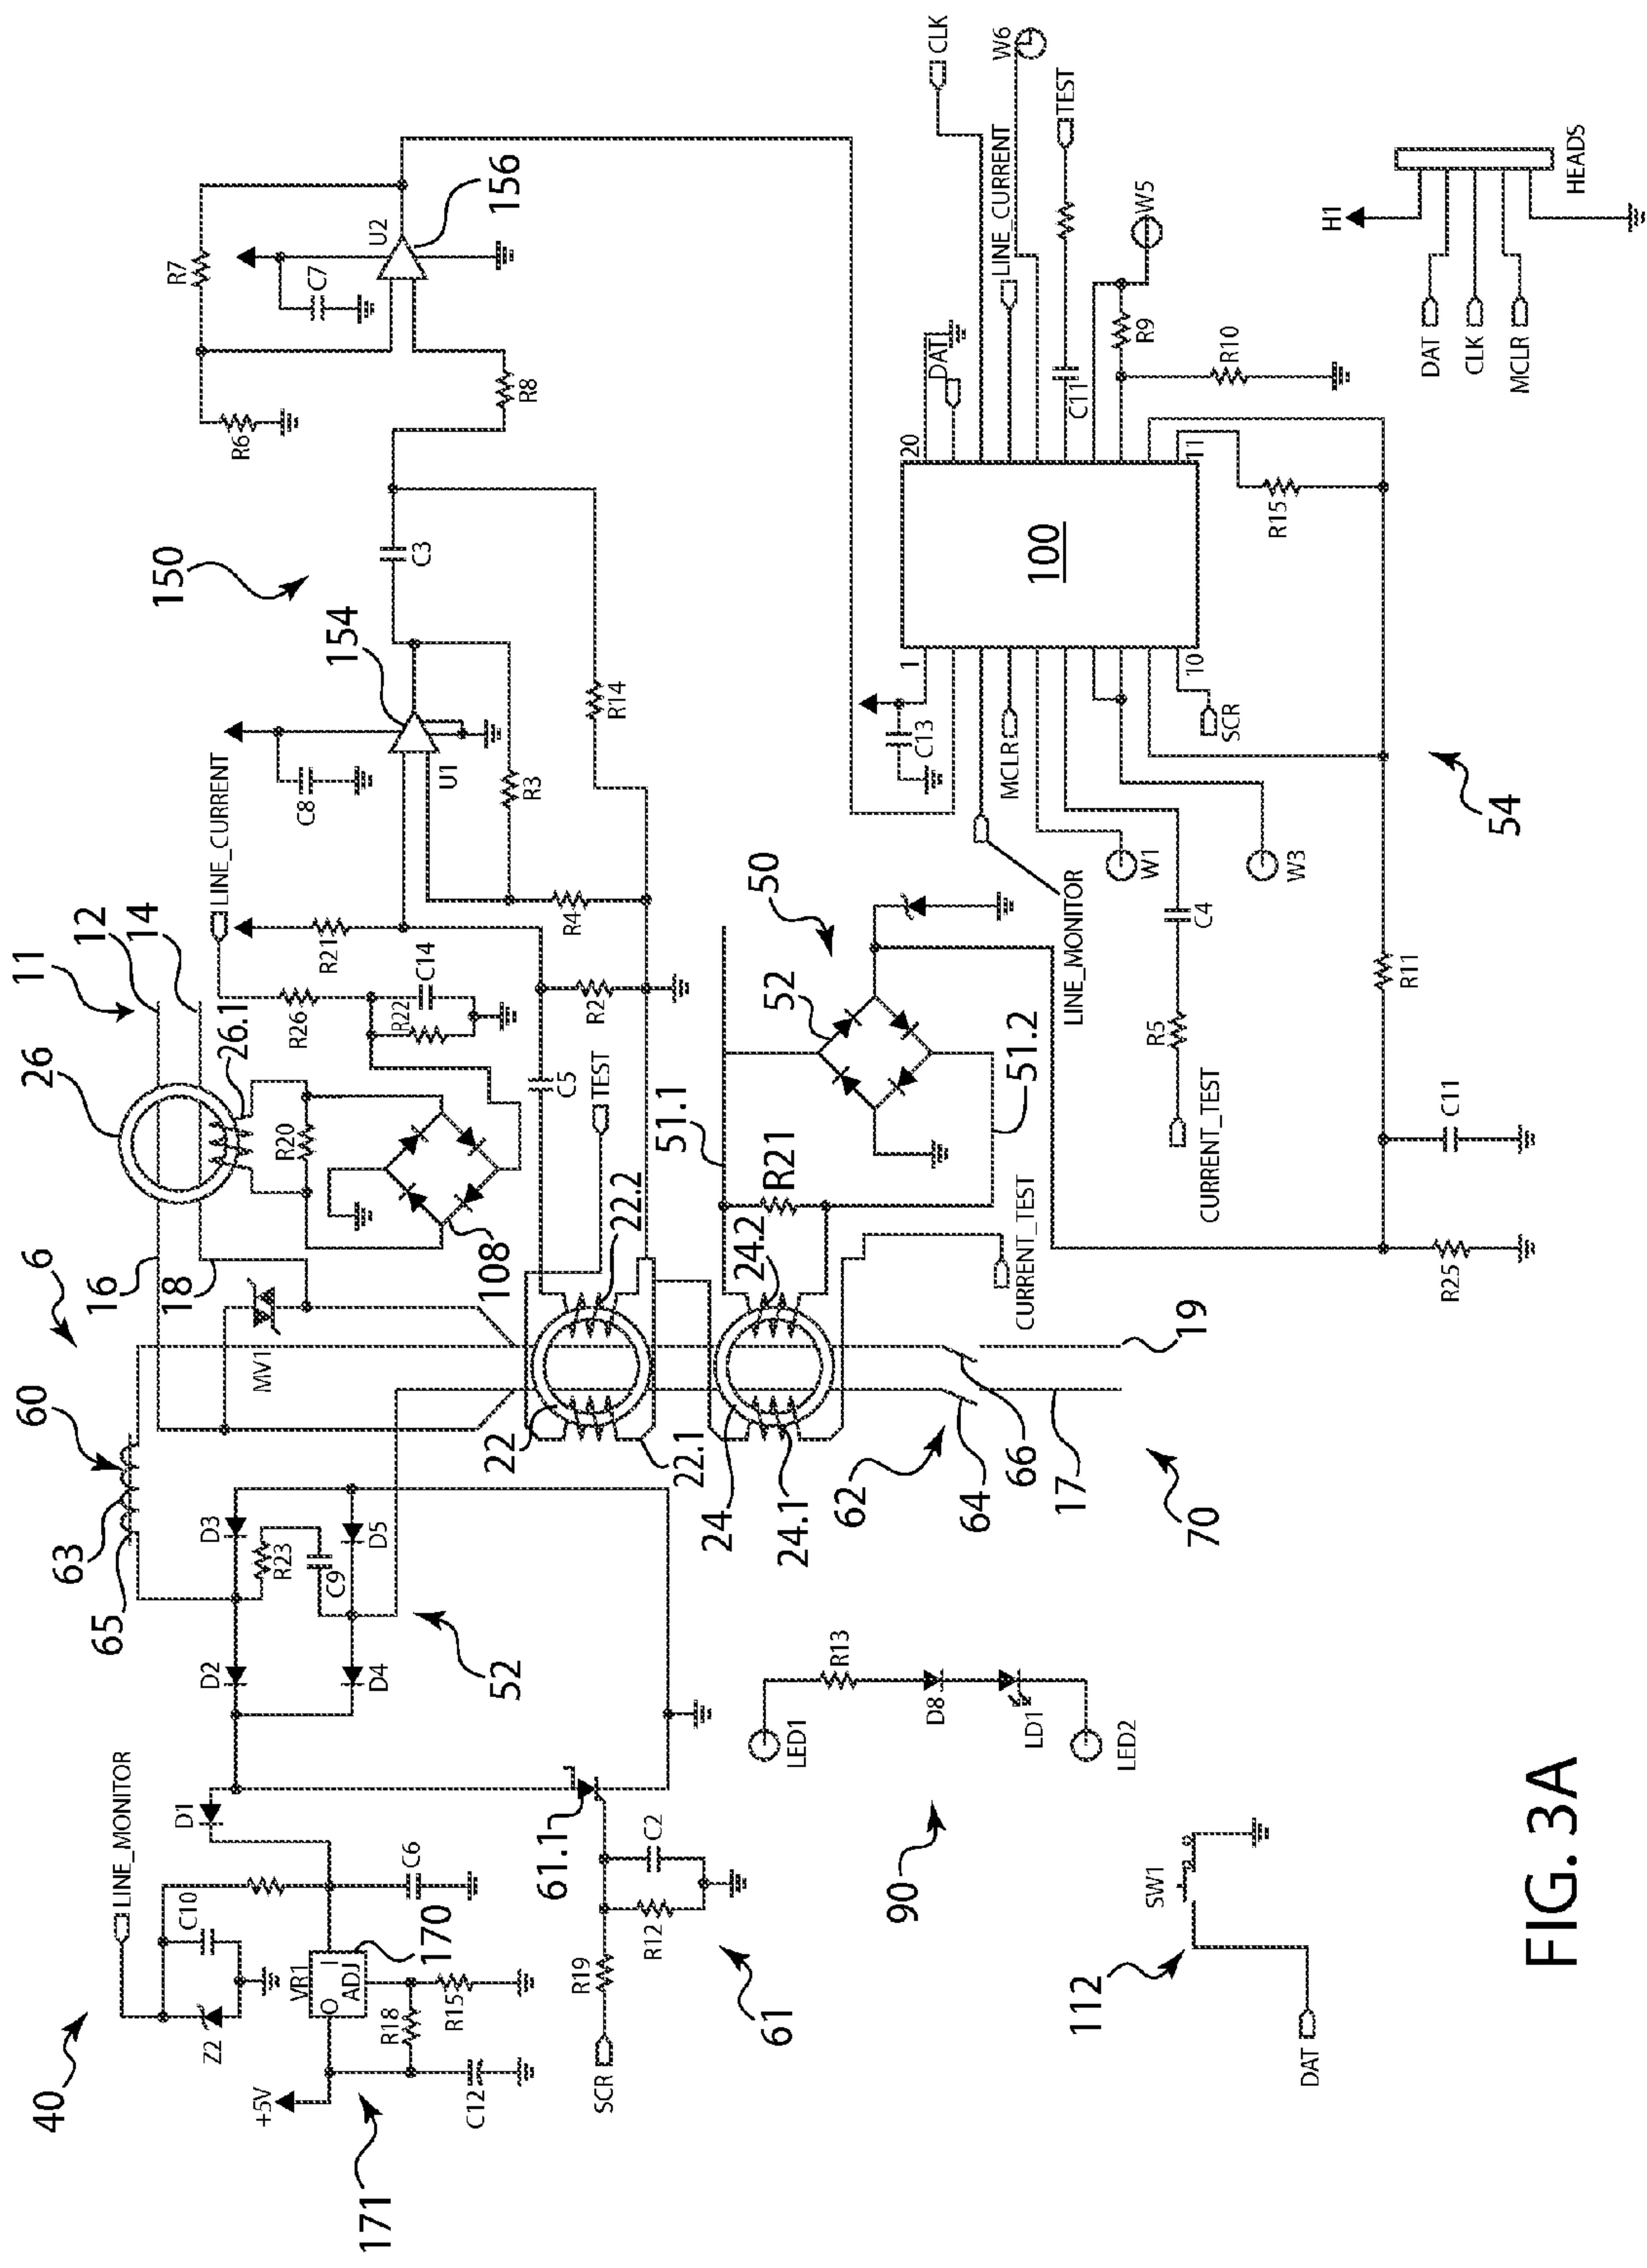 40
6
26
11
65
63
60
16
12
LINE_MONITOR
18
14
150
C10
D1
D2
D3
26.1
LINE_CURRENT
R7
Z2
R6
+5V
VR1
O
I
ADJ
170
MV1
R20
R26
R21
C8
154
C7
171
R18
C6
R23
C9
R22
C14
U2
R15
D4
D5
C3
C12
108
U1
156
52
22
R8
61.1
C5
R3
R4
SCR
R19
R12
C2
22.2
TEST
R2
R14
22.1
51.1
61
24
24.2
R21
50
LED1
R13
24.1
52
62
90
C13
1
20
D8
DAT
CLK
64
CURRENT_TEST
51.2
LD1
66
LINE_MONITOR
MCLR
LINE_CURRENT
W6
100
17
TEST
C11
112
LED2
70
19
R5
W1
C4
10
11
R9
W5
SW1
CURRENT_TEST
SCR
R10
W3
R15
DAT
R11
H1
R25
C11
54
DAT
CLK
MCLR
HEADS
FIG. 3A